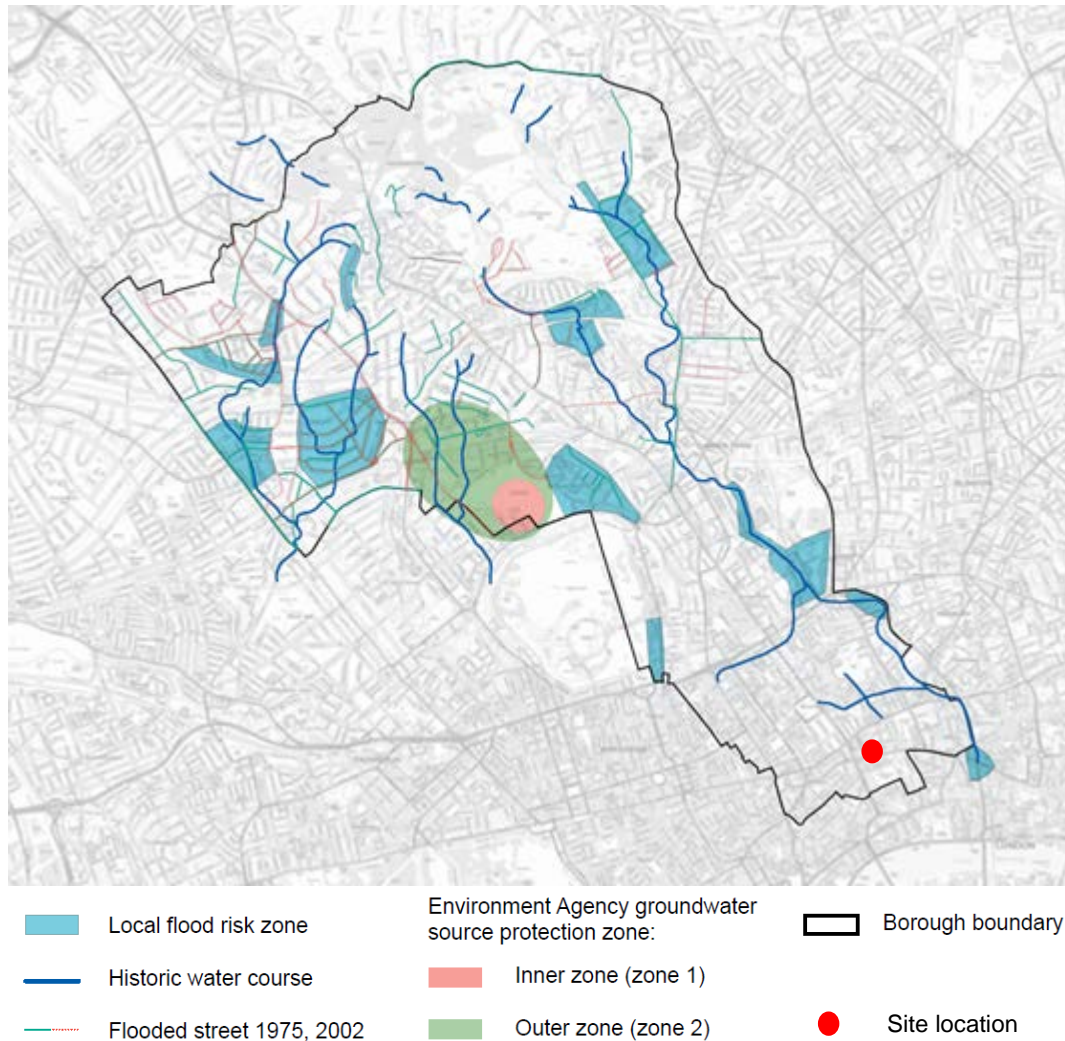 Local flood risk zone
Historic water course
Flooded street 1975, 2002
Environment Agency groundwater
source protection zone:
Inner zone (zone 1)
Outer zone (zone 2)
Borough boundary
Site location